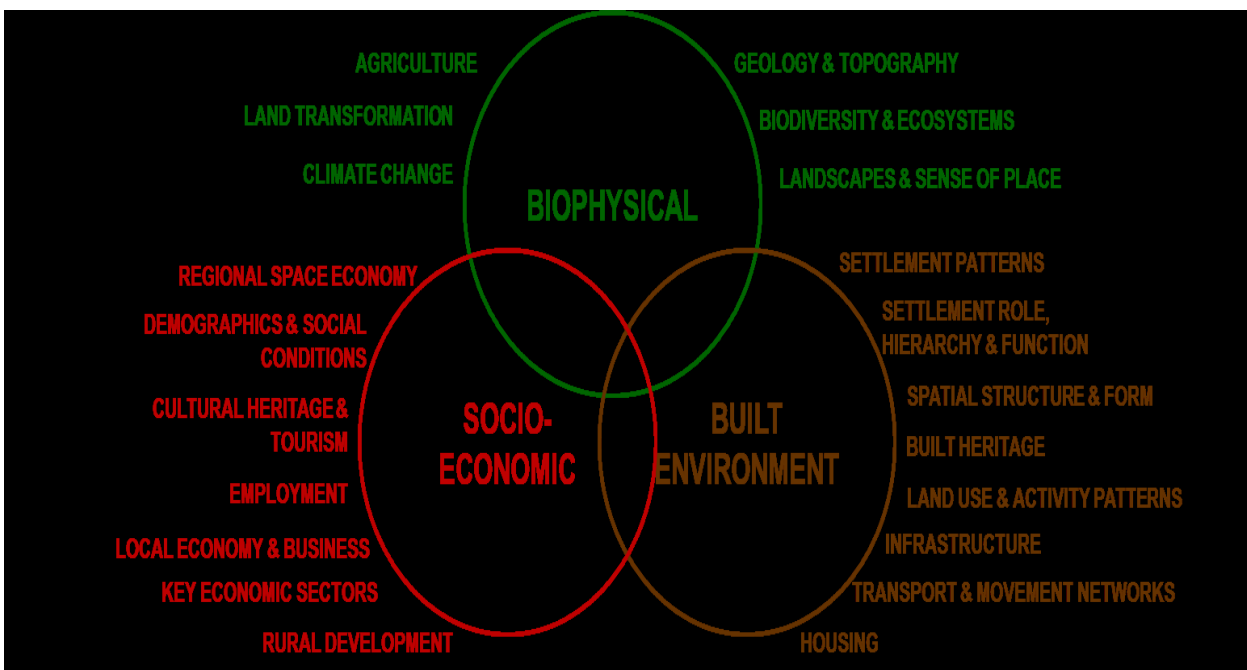 AGRICULTURE
GEOLOGY & TOPOGRAPHY
LAND TRANSFORMATION
BIODIVERSITY & ECOSYSTEMS
CLIMATE CHANGE
LANDSCAPES & SENSE OF PLACE
BIOPHYSICAL
REGIONAL SPACE ECONOMY
DEMOGRAPHICS & SOCIAL
CONDITIONS
CULTURAL HERITAGE &
TOURISM
EMPLOYMENT
LOCAL ECONOMY & BUSINESS
KEY ECONOMIC SECTORS
RURAL DEVELOPMENT
SOCIO-
ECONOMIC
BUILT
ENVIRONMENT
SETTLEMENT PATTERNS
SETTLEMENT ROLE,
HIERARCHY & FUNCTION
SPATIAL STRUCTURE & FORM
BUILT HERITAGE
LAND USE & ACTIVITY PATTERNS
INFRASTRUCTURE
TRANSPORT & MOVEMENT NETWORKS
HOUSING